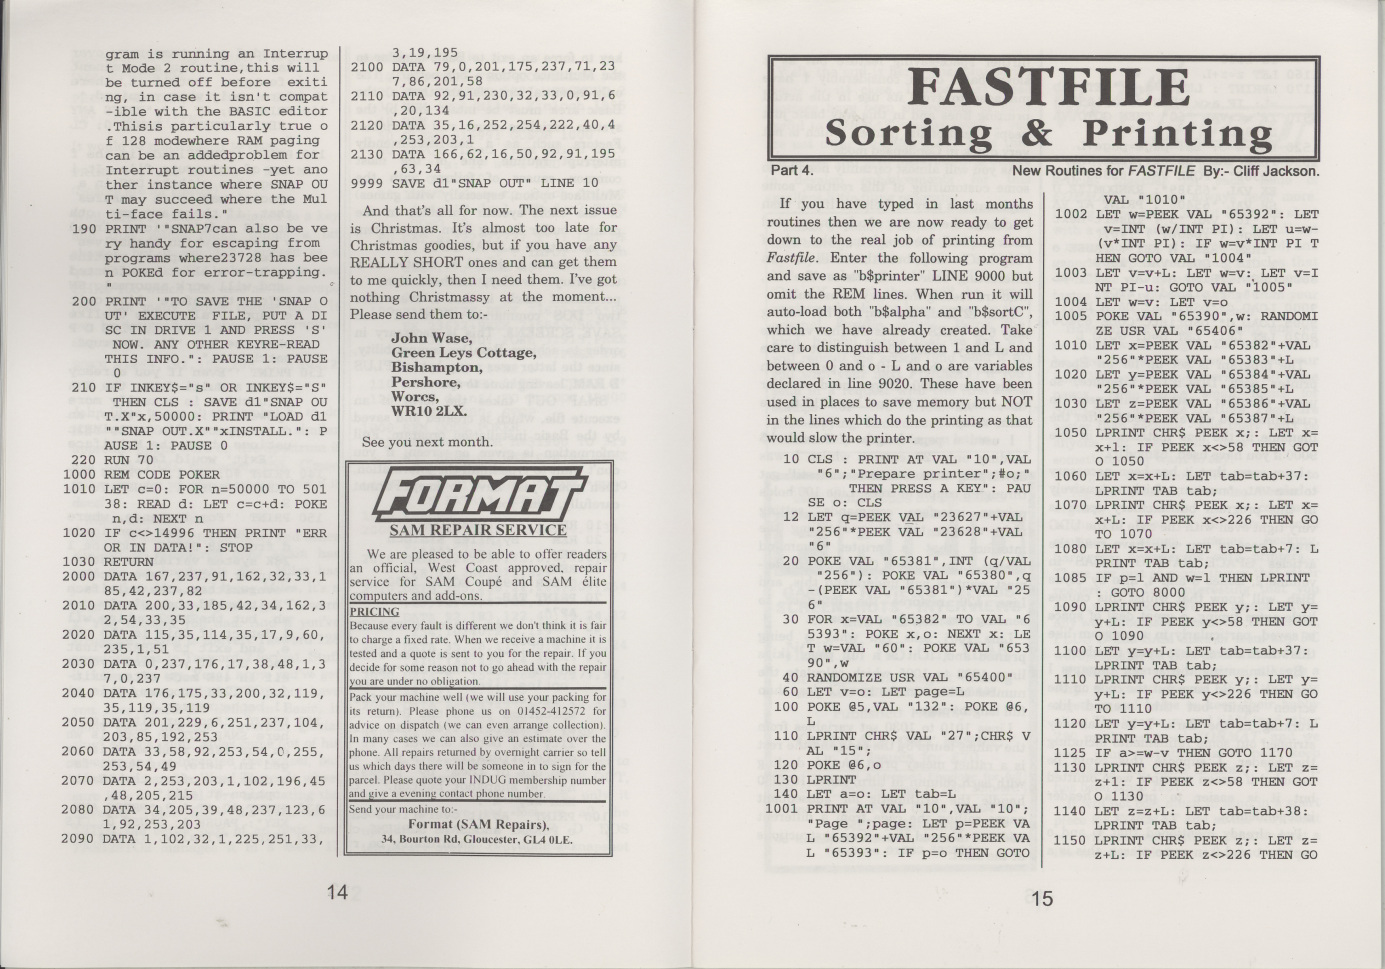 gram is running an Interrup
t Mode 2 routine,this will
be turned off before  exiti
ng, in case it isn't compat
-ible with the BASIC editor
.Thisis particularly true o
f 128 modewhere RAM paging
can be an addedproblem for
Interrupt routines -yet ano
ther instance where SNAP OU
T may succeed where the Mul
ti-face fails."
190 PRINT '"SNAP7can also be ve
ry handy for escaping from
programs where23728 has bee
n POKEd for error-trapping.
"
200 PRINT '"TO SAVE THE 'SNAP O
UT' EXECUTE  FILE, PUT A DI
SC IN DRIVE 1 AND PRESS 'S'
NOW. ANY OTHER KEYRE-READ
THIS INFO.": PAUSE 1: PAUSE
0
210 IF INKEY$="s" OR INKEY$="S"
THEN CLS : SAVE d1"SNAP OU
T.X"x,50000: PRINT "LOAD d1
""SNAP OUT.X""xINSTALL.": P
AUSE 1: PAUSE 0
220 RUN 70
1000 REM CODE POKER
1010 LET c=0: FOR n=50000 TO 501
38: READ d: LET c=c+d: POKE
n,d: NEXT n
1020 IF c<>14996 THEN PRINT "ERR
OR IN DATA!": STOP
1030 RETURN
2000 DATA 167,237,91,162,32,33,1
85,42,237,82
2010 DATA 200,33,185,42,34,162,3
2,54,33,35
2020 DATA 115,35,114,35,17,9,60,
235,1,51
2030 DATA 0,237,176,17,38,48,1,3
7,0,237
2040 DATA 176,175,33,200,32,119,
35,119,35,119
2050 DATA 201,229,6,251,237,104,
203,85,192,253
2060 DATA 33,58,92,253,54,0,255,
253,54,49
2070 DATA 2,253,203,1,102,196,45
,48,205,215
2080 DATA 34,205,39,48,237,123,6
1,92,253,203
2090 DATA 1,102,32,1,225,251,33,
3,19,195
2100 DATA 79,0,201,175,237,71,23
7,86,201,58
2110 DATA 92,91,230,32,33,0,91,6
,20,134
2120 DATA 35,16,252,254,222,40,4
,253,203,1
2130 DATA 166,62,16,50,92,91,195
,63,34
9999 SAVE d1"SNAP OUT" LINE 10
And that's all for now. The next issue
is Christmas. It's almost too late for
Christmas goodies, but if you have any
REALLY SHORT ones and can get them
to me quickly, then I need them. I've got
nothing Christmassy at the moment...
Please send them to:-
John Wase,
Green Leys Cottage,
Bishampton,
Pershore,
Worcs,
WR10 2LX.
See you next month.
FORMAT
SAM REPAIR SERVICE
We are pleased to be able to offer readers
an official, West Coast approved, repair
service for SAM Coupé and SAM élite
computers and add-ons.
PRICING
Because every fault is different we don't think it is fair
to charge a fixed rate. When we receive a machine it is
tested and a quote is sent to you for the repair. If you
decide for some reason not to go ahead with the repair
you are under no obligation.
Pack your machine well (we will use your packing for
its return). Please phone us on 01452-412572 for
advice on dispatch (we can even arrange collection).
In many cases we can also give an estimate over the
phone. All repairs returned by overnight carrier so tell
us which days there will be someone in to sign for the
parcel. Please quote your INDUG membership number
and give a evening contact phone number.
Send your machine to:-
Format (SAM Repairs),
34, Bourton Rd, Gloucester, GL4 0LE.
14
FASTFILE
Sorting & Printing
Part 4. New Routines for FASTFILE By:- Cliff Jackson.
If you have typed in last months
routines then we are now ready to get
down to the real job of printing from
Fastfile. Enter the following program
and save as "b$printer" LINE 9000 but
omit the REM lines. When run it will
auto-load both "b$alpha" and "b$sortC",
which we have already created. Take
care to distinguish between 1 and L and
between 0 and o - L and o are variables
declared in line 9020. These have been
used in places to save memory but NOT
in the lines which do the printing as that
would slow the printer.
10 CLS : PRINT AT VAL "10",VAL
"6";"Prepare printer";#o;"
THEN PRESS A KEY": PAU
SE o: CLS
12 LET q=PEEK VAL "23627"+VAL
"256"*PEEK VAL "23628"+VAL
"6"
20 POKE VAL "65381",INT (q/VAL
"256"): POKE VAL "65380",q
-(PEEK VAL "65381")*VAL "25
6"
30 FOR x=VAL "65382" TO VAL "6
5393": POKE x,o: NEXT x: LE
T w=VAL "60": POKE VAL "653
90",w
40 RANDOMIZE USR VAL "65400"
60 LET v=o: LET page=L
100 POKE @5,VAL "132": POKE @6,
L
110 LPRINT CHR$ VAL "27";CHR$ V
AL "15";
120 POKE @6,o
130 LPRINT
140 LET a=o: LET tab=L
1001 PRINT AT VAL "10",VAL "10";
"Page ";page: LET p=PEEK VA
L "65392"+VAL "256"*PEEK VA
L "65393": IF p=o THEN GOTO
VAL "1010"
1002 LET w=PEEK VAL "65392": LET
v=INT (w/INT PI): LET u=w-
(v*INT PI): IF w=v*INT PI T
HEN GOTO VAL "1004"
1003 LET v=v+L: LET w=v: LET v=I
NT PI-u: GOTO VAL "1005"
1004 LET w=v: LET v=o
1005 POKE VAL "65390",w: RANDOMI
ZE USR VAL "65406"
1010 LET x=PEEK VAL "65382"+VAL
"256"*PEEK VAL "65383"+L
1020 LET y=PEEK VAL "65384"+VAL
"256"*PEEK VAL "65385"+L
1030 LET z=PEEK VAL "65386"+VAL
"256"*PEEK VAL "65387"+L
1050 LPRINT CHR$ PEEK x;: LET x=
x+1: IF PEEK x<>58 THEN GOT
O 1050
1060 LET x=x+L: LET tab=tab+37:
LPRINT TAB tab;
1070 LPRINT CHR$ PEEK x;: LET x=
x+L: IF PEEK x<>226 THEN GO
TO 1070
1080 LET x=x+L: LET tab=tab+7: L
PRINT TAB tab;
1085 IF p=1 AND w=1 THEN LPRINT
: GOTO 8000
1090 LPRINT CHR$ PEEK y;: LET y=
y+L: IF PEEK y<>58 THEN GOT
O 1090
1100 LET y=y+L: LET tab=tab+37:
LPRINT TAB tab;
1110 LPRINT CHR$ PEEK y;: LET y=
y+L: IF PEEK y<>226 THEN GO
TO 1110
1120 LET y=y+L: LET tab=tab+7: L
PRINT TAB tab;
1125 IF a>=w-v THEN GOTO 1170
1130 LPRINT CHR$ PEEK z;: LET z=
z+1: IF PEEK z<>58 THEN GOT
O 1130
1140 LET z=z+L: LET tab=tab+38:
LPRINT TAB tab;
1150 LPRINT CHR$ PEEK z;: LET z=
z+L: IF PEEK z<>226 THEN GO
15